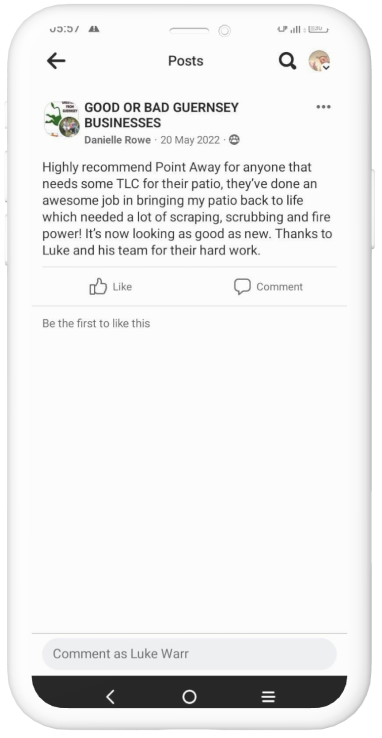 05:57
Posts
GOOD OR BAD GUERNSEY
BUSINESSES
Danielle Rowe · 20 May 2022 ·
Highly recommend Point Away for anyone that
needs some TLC for their patio, they've done an
awesome job in bringing my patio back to life
which needed a lot of scraping, scrubbing and fire
power! It's now looking as good as new. Thanks to
Luke and his team for their hard work.
Like
Comment
Be the first to like this
Comment as Luke Warr